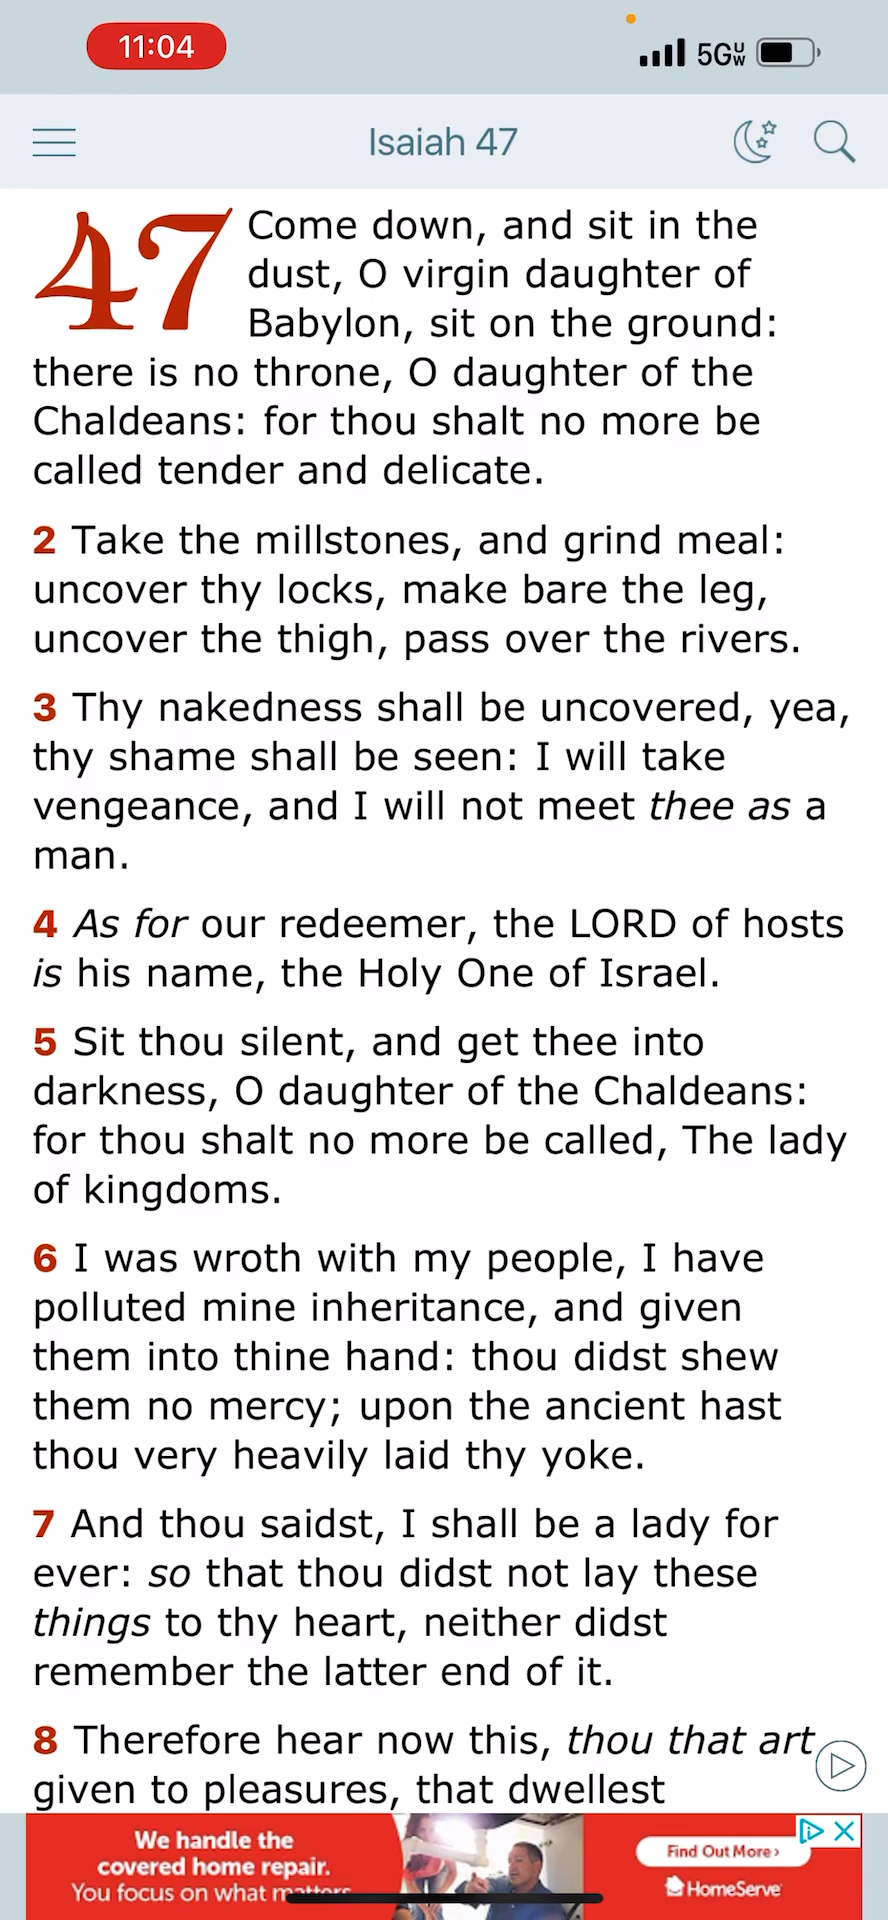 11:04
5G UW
Isaiah 47
47 Come down, and sit in the
dust, O virgin daughter of
Babylon, sit on the ground:
there is no throne, O daughter of the
Chaldeans: for thou shalt no more be
called tender and delicate.
2 Take the millstones, and grind meal:
uncover thy locks, make bare the leg,
uncover the thigh, pass over the rivers.
3 Thy nakedness shall be uncovered, yea,
thy shame shall be seen: I will take
vengeance, and I will not meet thee as a
man.
4 As for our redeemer, the LORD of hosts
is his name, the Holy One of Israel.
5 Sit thou silent, and get thee into
darkness, O daughter of the Chaldeans:
for thou shalt no more be called, The lady
of kingdoms.
6 I was wroth with my people, I have
polluted mine inheritance, and given
them into thine hand: thou didst shew
them no mercy; upon the ancient hast
thou very heavily laid thy yoke.
7 And thou saidst, I shall be a lady for
ever: so that thou didst not lay these
things to thy heart, neither didst
remember the latter end of it.
8 Therefore hear now this, thou that art
given to pleasures, that dwellest
We handle the
covered home repair.
You focus on what matters
Find Out More ›
HomeServe